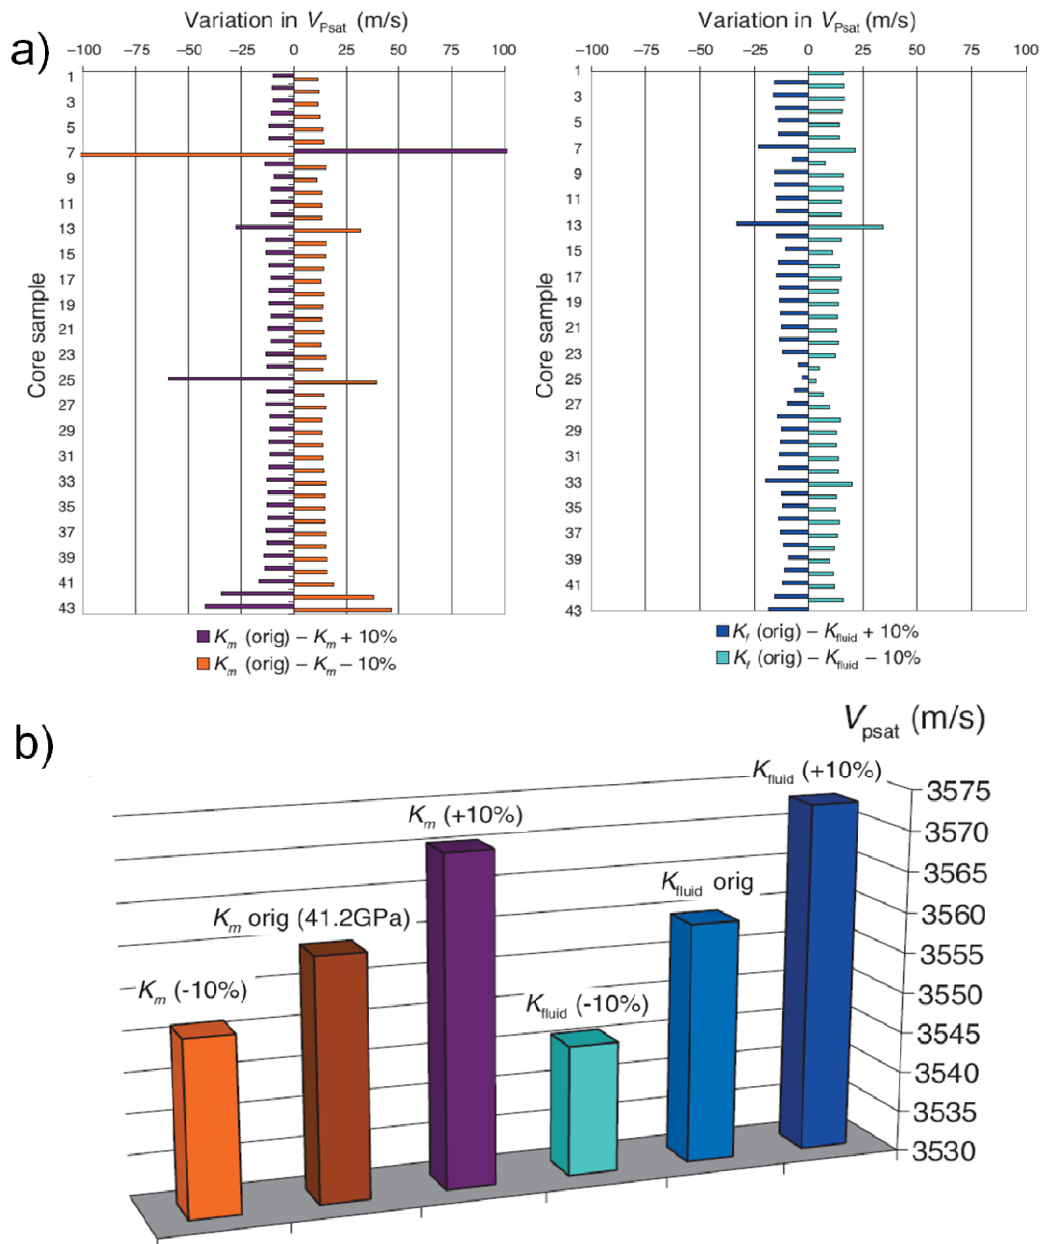 a)
Variation in VPsat (m/s)
−100 −75 −50 −25 0 25 50 75 100
Core sample
1
3
5
7
9
11
13
15
17
19
21
23
25
27
29
31
33
35
37
39
41
43
Km (orig) − Km + 10%
Km (orig) − Km − 10%
Variation in VPsat (m/s)
−100 −75 −50 −25 0 25 50 75 100
Core sample
1
3
5
7
9
11
13
15
17
19
21
23
25
27
29
31
33
35
37
39
41
43
Kf (orig) − Kfluid + 10%
Kf (orig) − Kfluid − 10%
b)
Vpsat (m/s)
Km (-10%)
Km orig (41.2GPa)
Km (+10%)
Kfluid (-10%)
Kfluid orig
Kfluid (+10%)
3575
3570
3565
3560
3555
3550
3545
3540
3535
3530